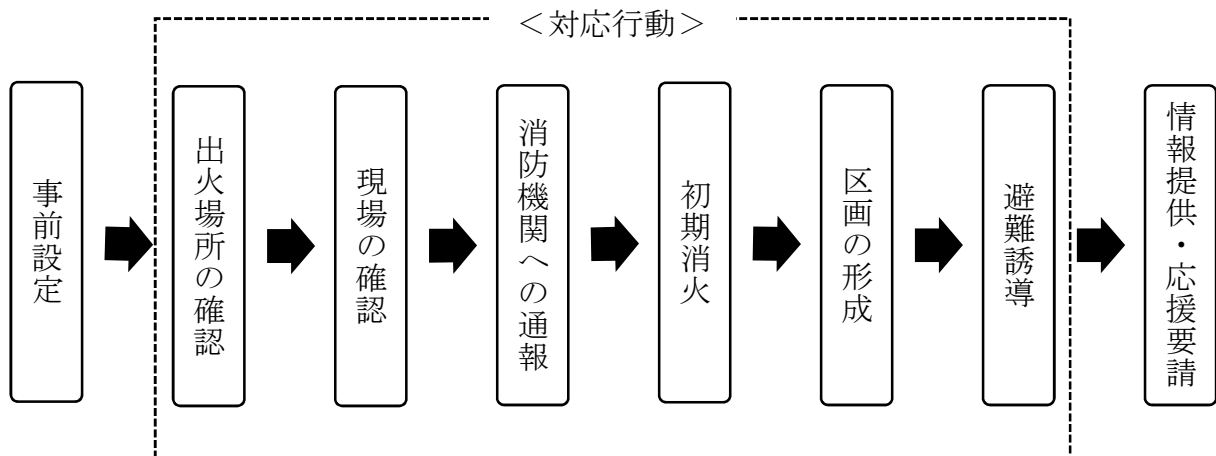 ＜対応行動＞
事前設定
出火場所の確認
現場の確認
消防機関への通報
初期消火
区画の形成
避難誘導
情報提供・応援要請